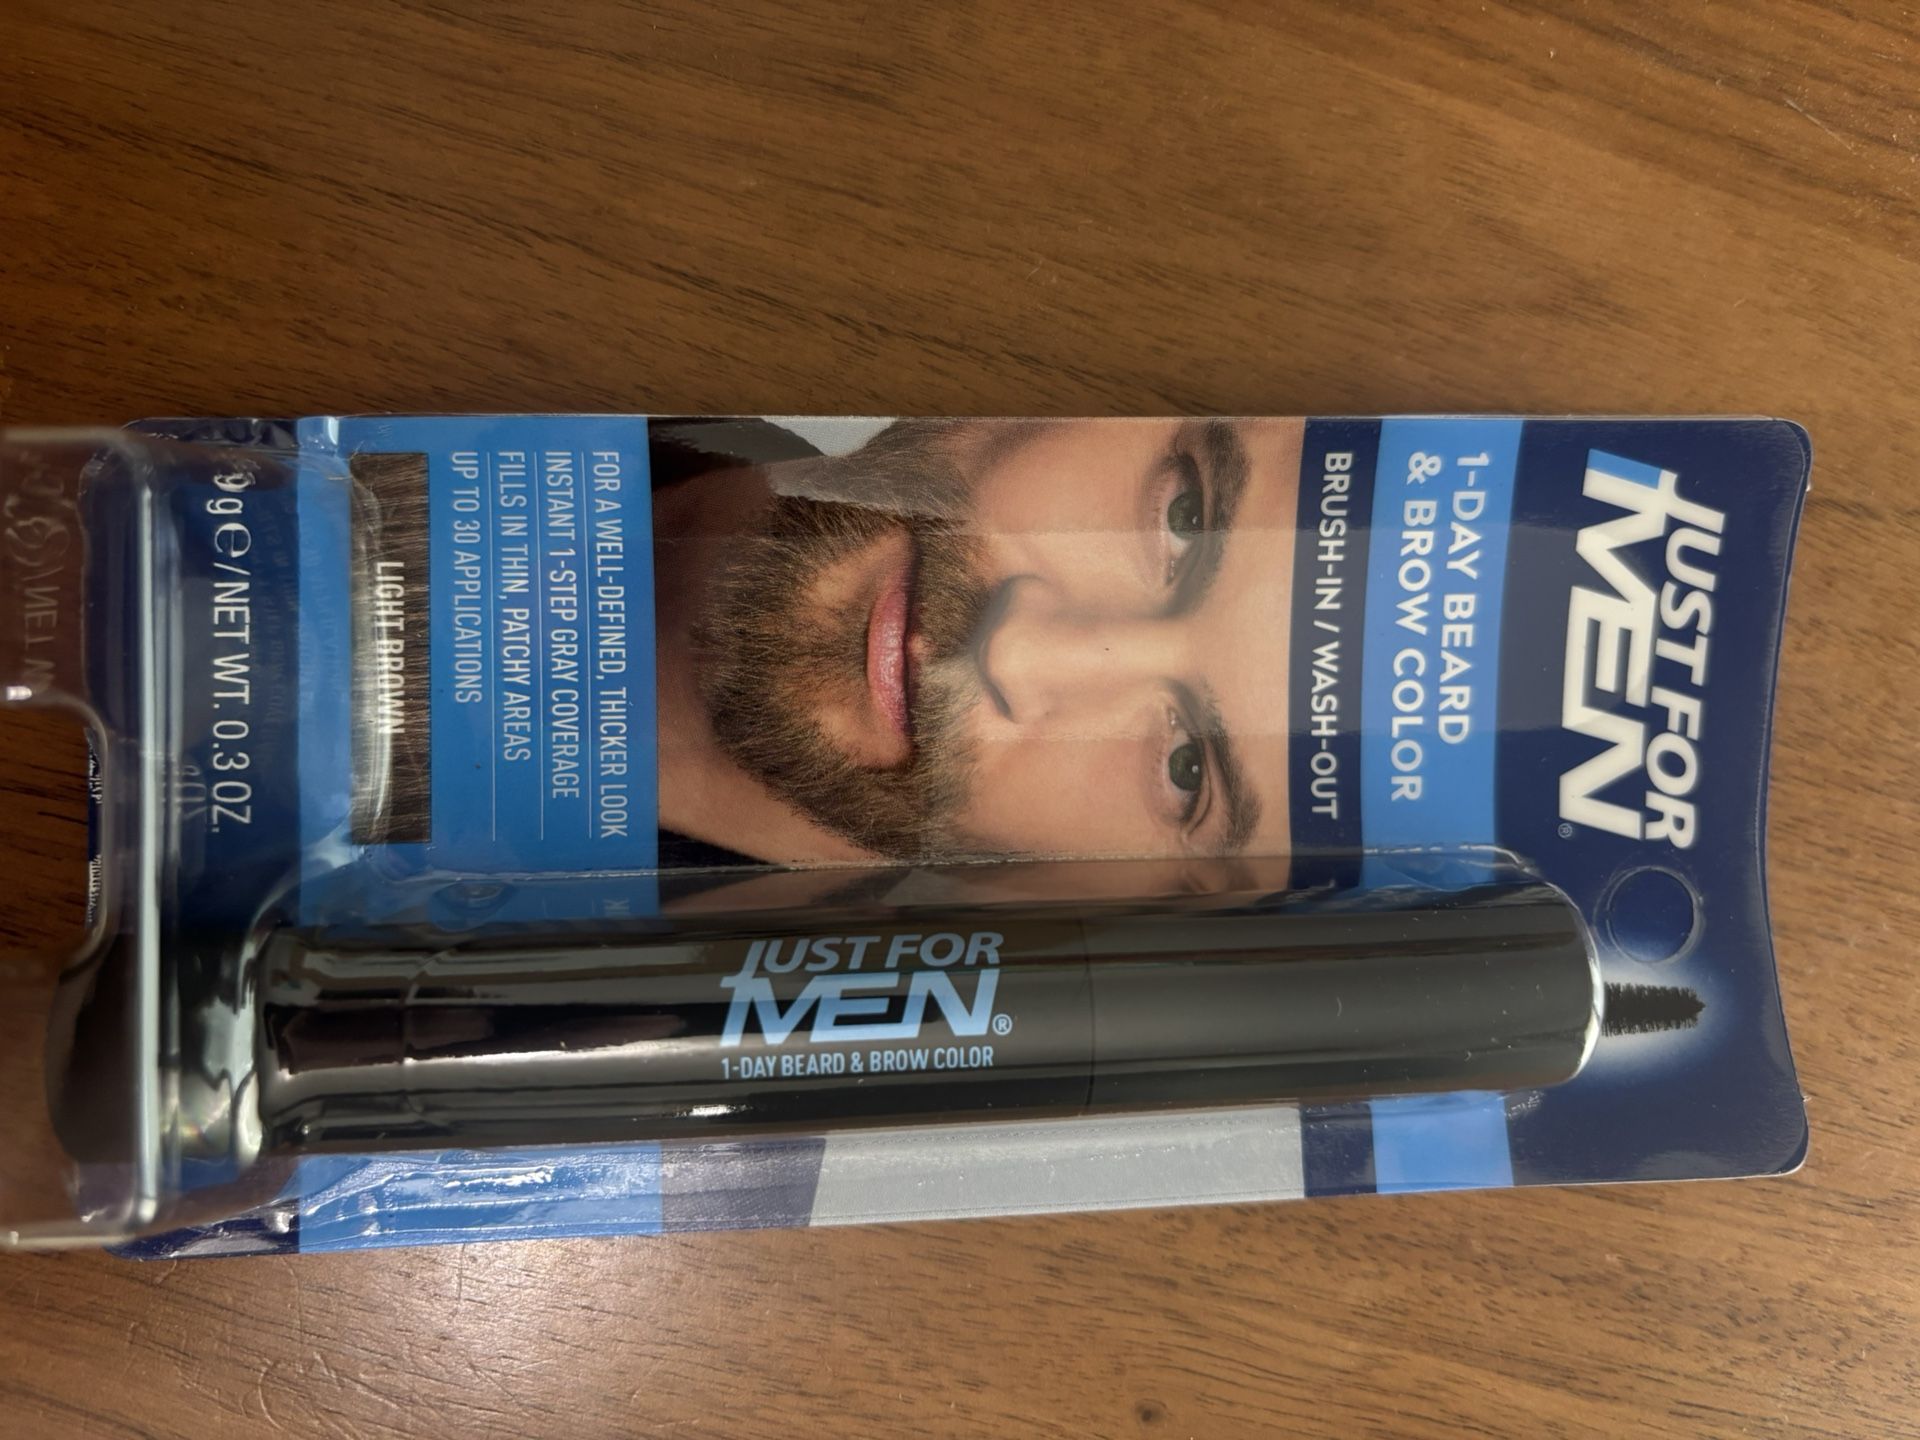 JUST FOR
MEN®
1-DAY BEARD
& BROW COLOR
BRUSH-IN / WASH-OUT
FOR A WELL-DEFINED, THICKER LOOK
INSTANT 1-STEP GRAY COVERAGE
FILLS IN THIN, PATCHY AREAS
UP TO 30 APPLICATIONS
LIGHT BROWN
9g ℮ / NET WT. 0.3 OZ.
JUST FOR
MEN®
1-DAY BEARD & BROW COLOR